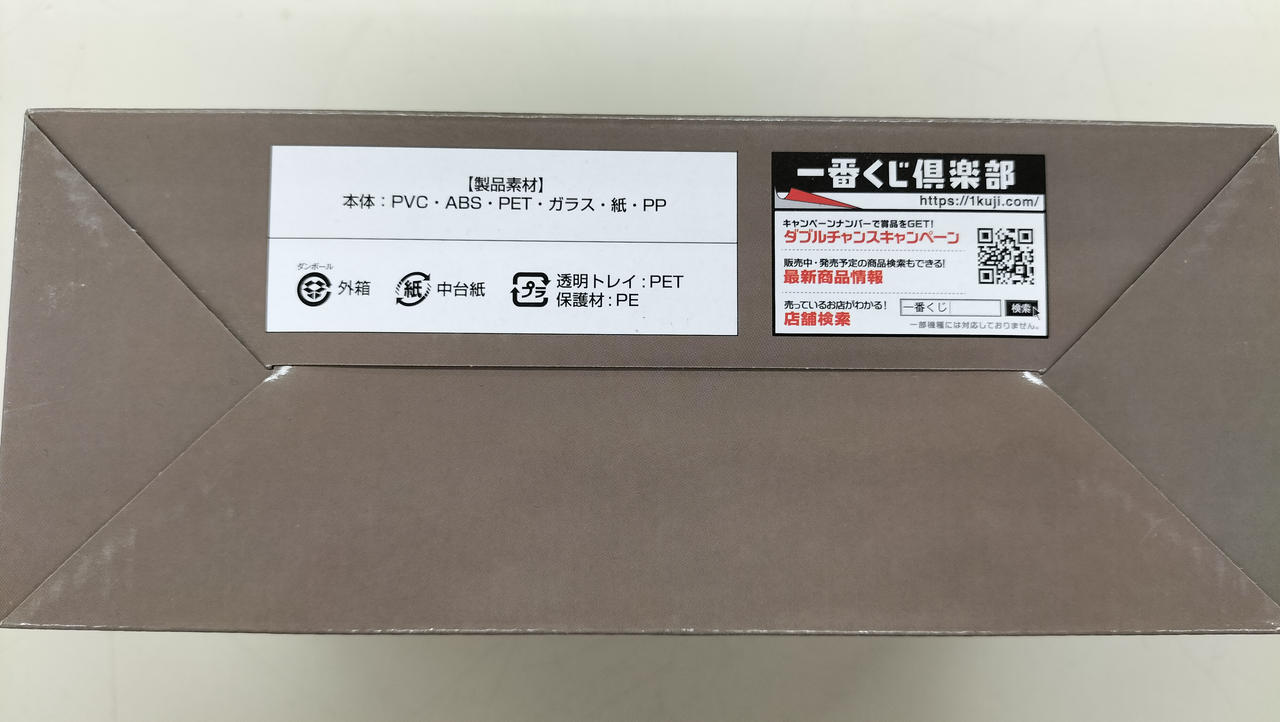 【製品素材】
本体：PVC・ABS・PET・ガラス・紙・PP
ダンボール
外箱
紙
中台紙
プラ
透明トレイ：PET
保護材：PE
一番くじ倶楽部
https://1kuji.com/
キャンペーンナンバーで賞品をGET!
ダブルチャンスキャンペーン
販売中・発売予定の商品検索もできる!
最新商品情報
売っているお店がわかる!
店舗検索
一番くじ
検索
一部機種には対応しておりません。